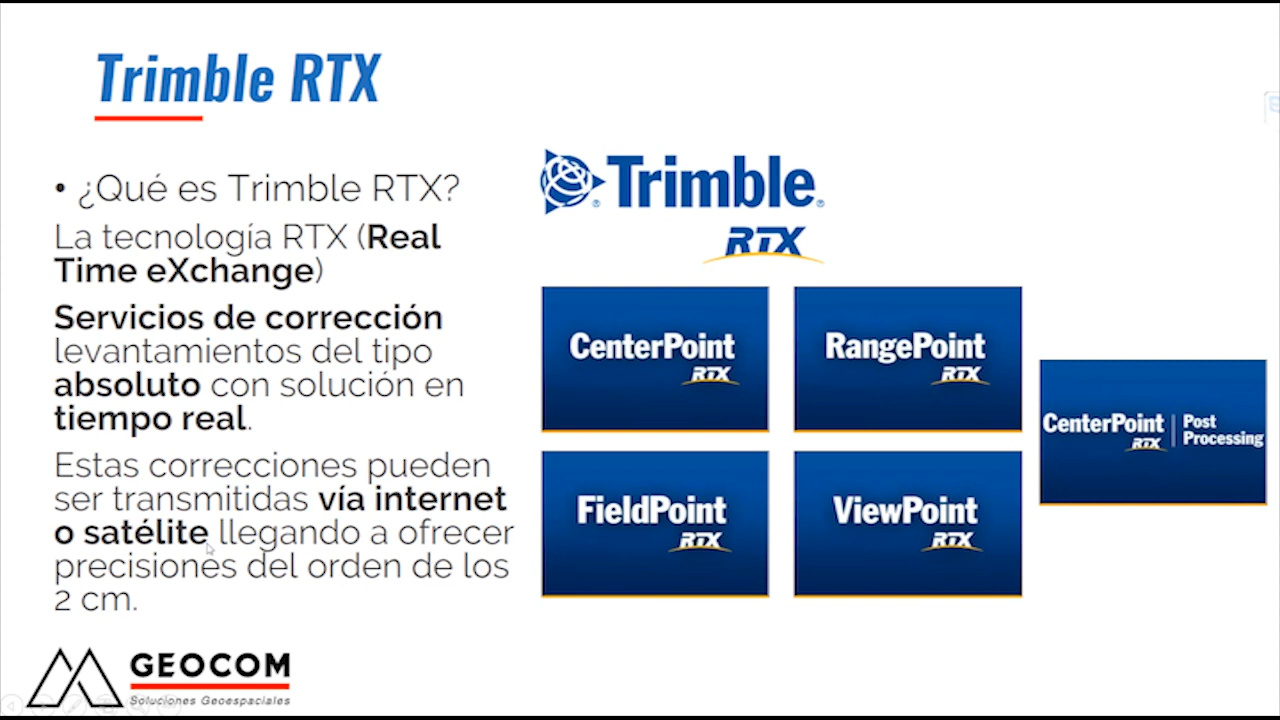 Trimble RTX
• ¿Qué es Trimble RTX?
La tecnología RTX (Real
Time eXchange)
Servicios de corrección
levantamientos del tipo
absoluto con solución en
tiempo real.
Estas correcciones pueden
ser transmitidas vía internet
o satélite llegando a ofrecer
precisiones del orden de los
2 cm.
Trimble®
RTX
CenterPoint
RTX
RangePoint
RTX
FieldPoint
RTX
ViewPoint
RTX
CenterPoint
RTX
Post
Processing
GEOCOM
Soluciones Geoespaciales